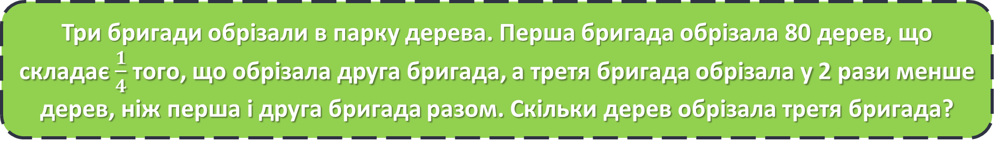 Три бригади обрізали в парку дерева. Перша бригада обрізала 80 дерев, що
складає 1/4 того, що обрізала друга бригада, а третя бригада обрізала у 2 рази менше
дерев, ніж перша і друга бригада разом. Скільки дерев обрізала третя бригада?